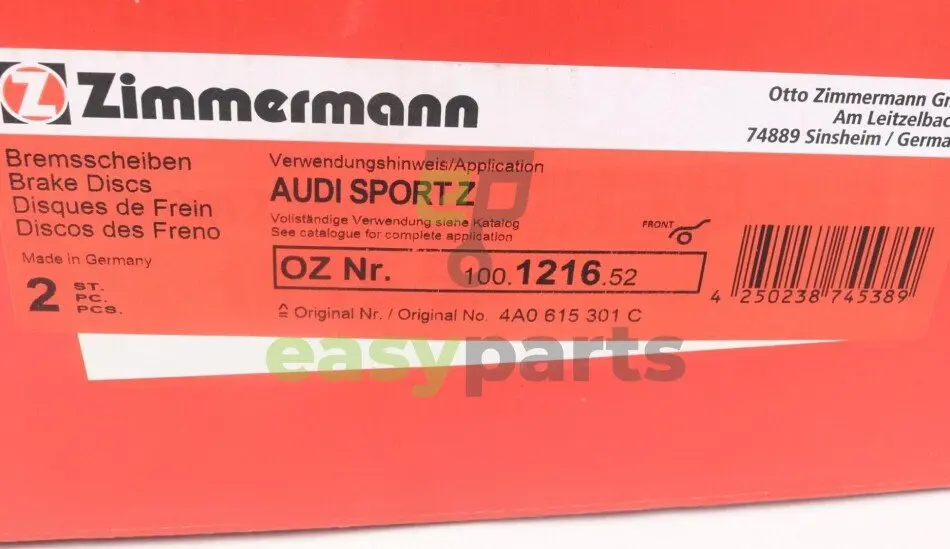 Z Zimmermann
Otto Zimmermann
Am Leitzelbac
74889 Sinsheim / Germa
Bremsscheiben
Brake Discs
Disques de Frein
Discos des Freno
Made in Germany
2 ST.
PC.
PCS.
Verwendungshinweis/Application
AUDI SPORT Z
Vollständige Verwendung siehe Katalog
See catalogue for complete application
FRONT
OZ Nr. 100.1216.52
≙ Original Nr. / Original No. 4A0 615 301 C
4 250238 745389
easyparts